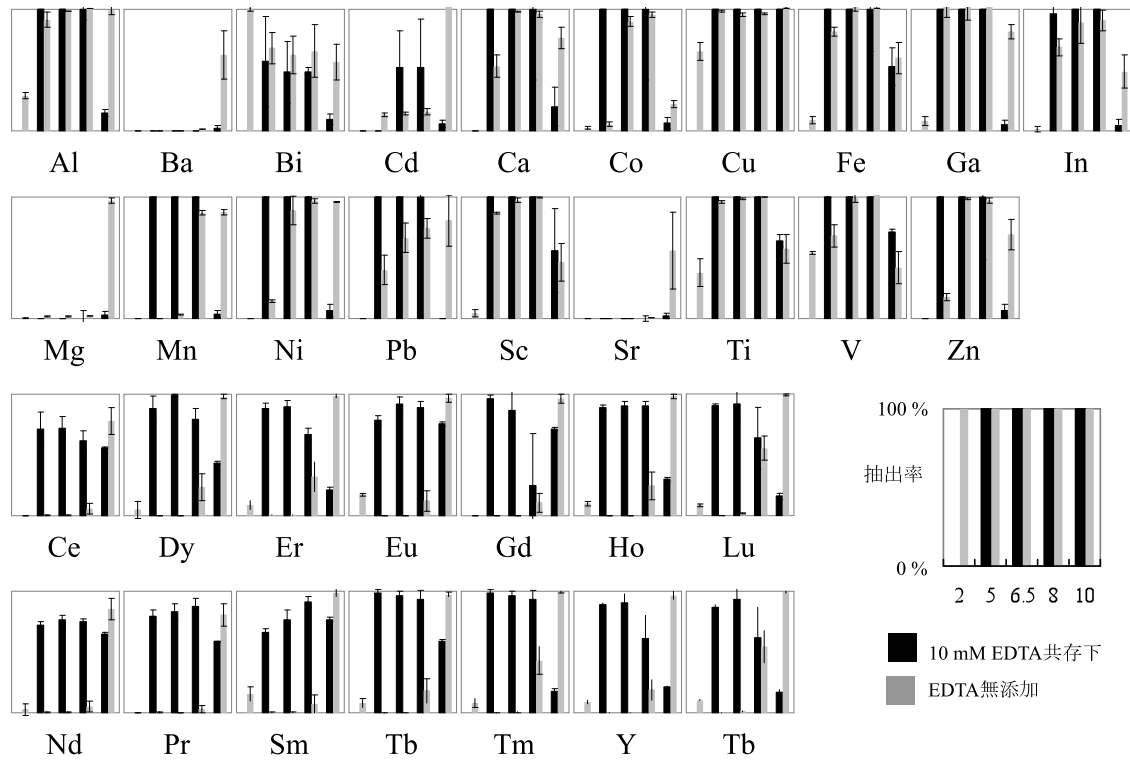 Al Ba Bi Cd Ca Co Cu Fe Ga In
Mg Mn Ni Pb Sc Sr Ti V Zn
Ce Dy Er Eu Gd Ho Lu
100 %
抽出率
0 %
2 5 6.5 8 10
10 mM EDTA共存下
EDTA無添加
Nd Pr Sm Tb Tm Y Tb